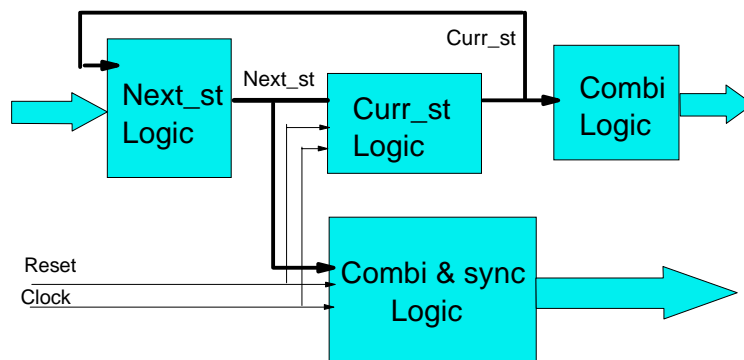 Curr_st
Next_st
Next_st
Logic
Curr_st
Logic
Combi
Logic
Reset
Clock
Combi & sync
Logic